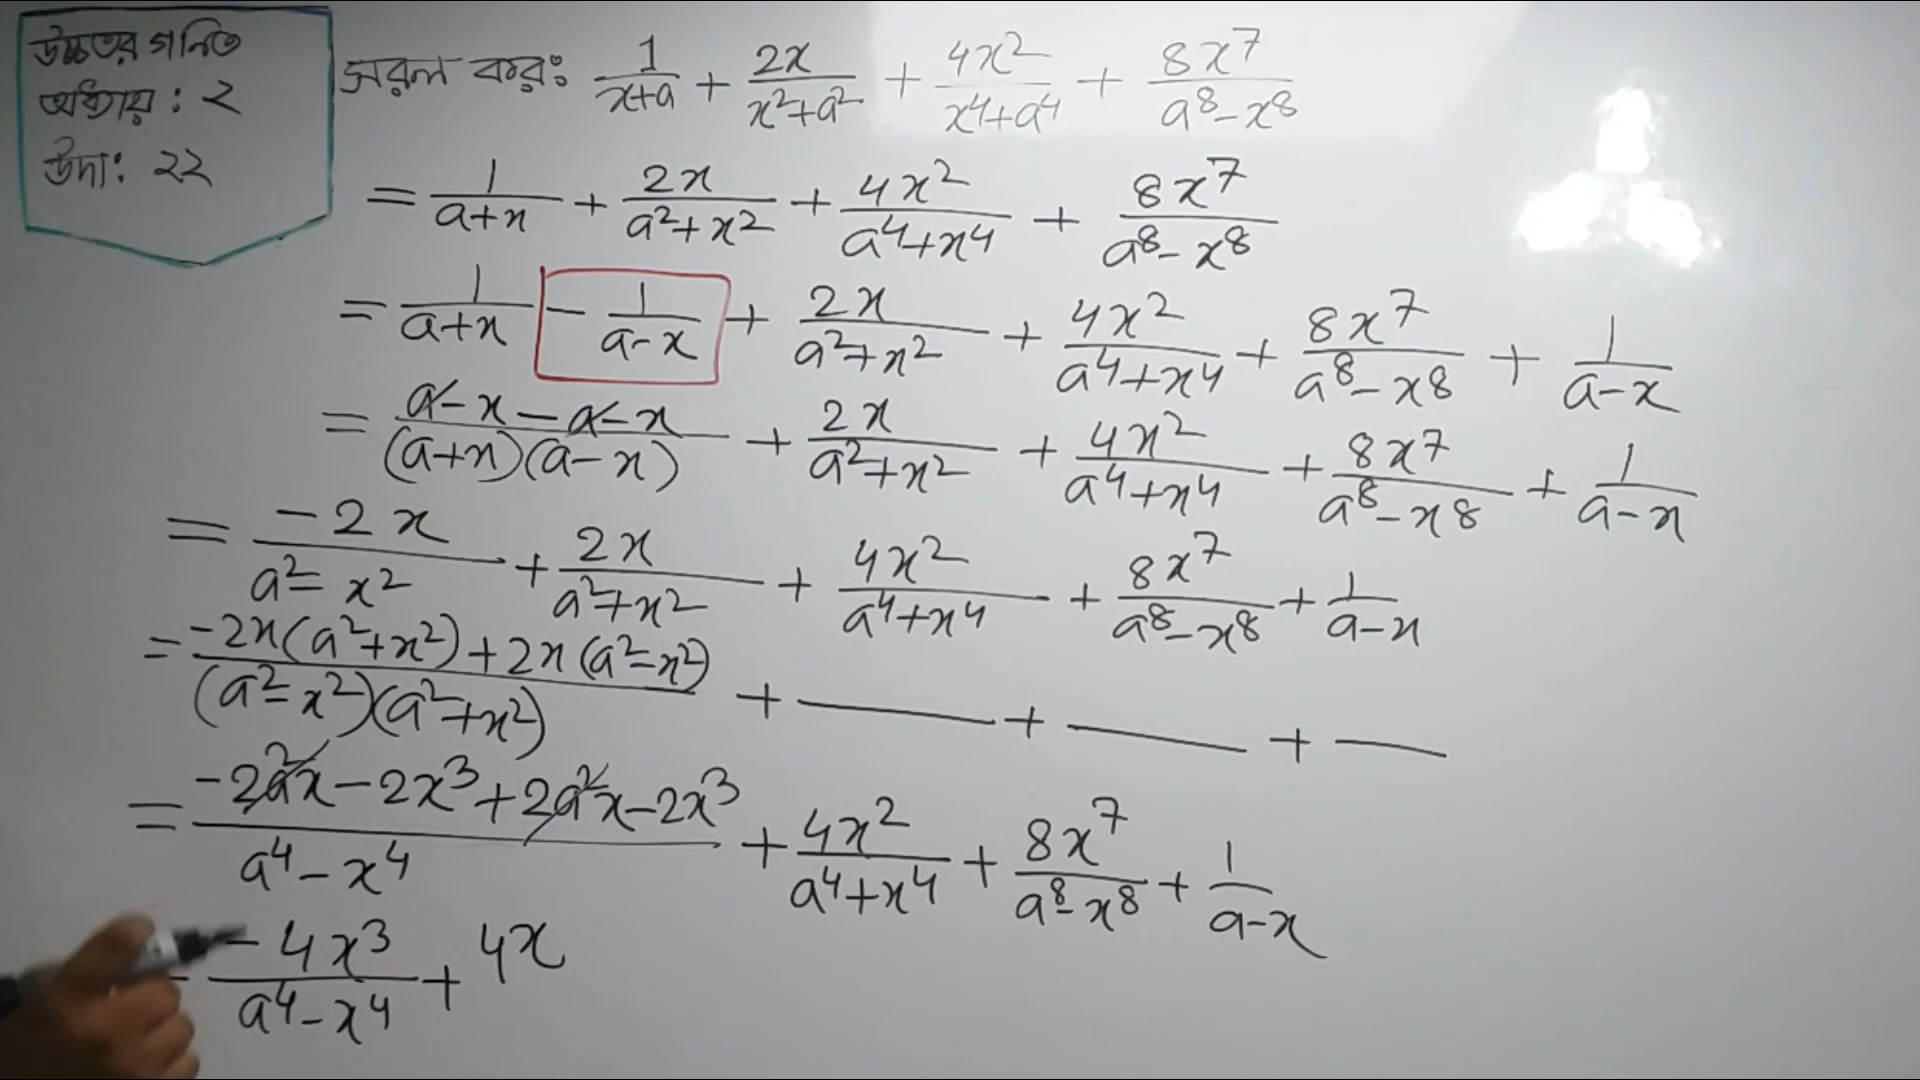 উচ্চতর গনিত
অধ্যায় : ২
উদা: ২২
সরল কর: 1/(x+a) + 2x/(x²+a²) + 4x²/(x⁴+a⁴) + 8x⁷/(a⁸-x⁸)
= 1/(a+x) + 2x/(a²+x²) + 4x²/(a⁴+x⁴) + 8x⁷/(a⁸-x⁸)
= 1/(a+x) - 1/(a-x) + 2x/(a²+x²) + 4x²/(a⁴+x⁴) + 8x⁷/(a⁸-x⁸) + 1/(a-x)
= (a-x-a-x)/((a+x)(a-x)) + 2x/(a²+x²) + 4x²/(a⁴+x⁴) + 8x⁷/(a⁸-x⁸) + 1/(a-x)
= -2x/(a²-x²) + 2x/(a²+x²) + 4x²/(a⁴+x⁴) + 8x⁷/(a⁸-x⁸) + 1/(a-x)
= (-2x(a²+x²)+2x(a²-x²))/((a²-x²)(a²+x²)) + — + — + —
= (-2a²x-2x³+2a²x-2x³)/(a⁴-x⁴) + 4x²/(a⁴+x⁴) + 8x⁷/(a⁸-x⁸) + 1/(a-x)
= -4x³/(a⁴-x⁴) + 4x